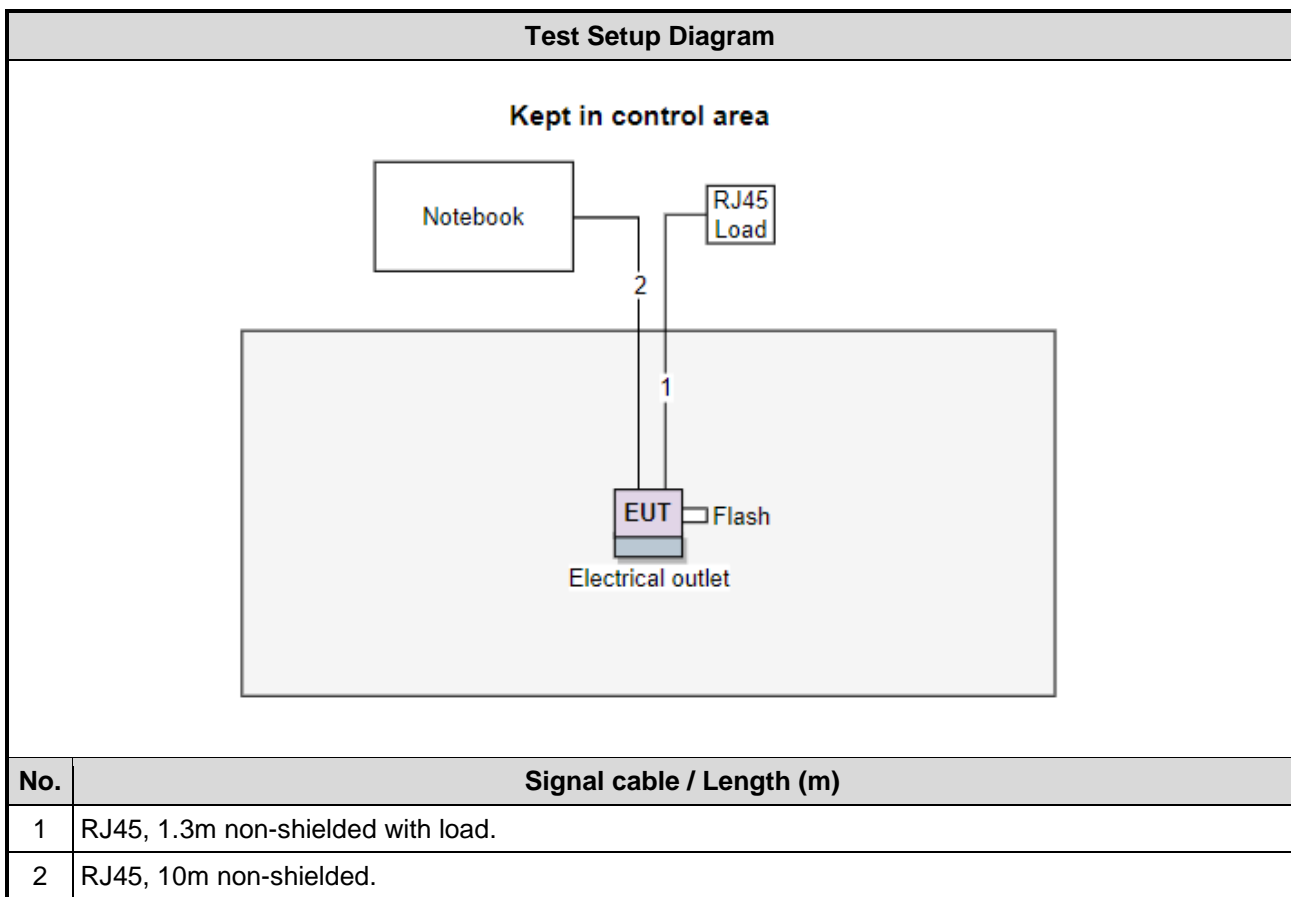 Test Setup Diagram
Kept in control area
Notebook
RJ45
Load
2
1
EUT
Flash
Electrical outlet
No. Signal cable / Length (m)
1 RJ45, 1.3m non-shielded with load.
2 RJ45, 10m non-shielded.